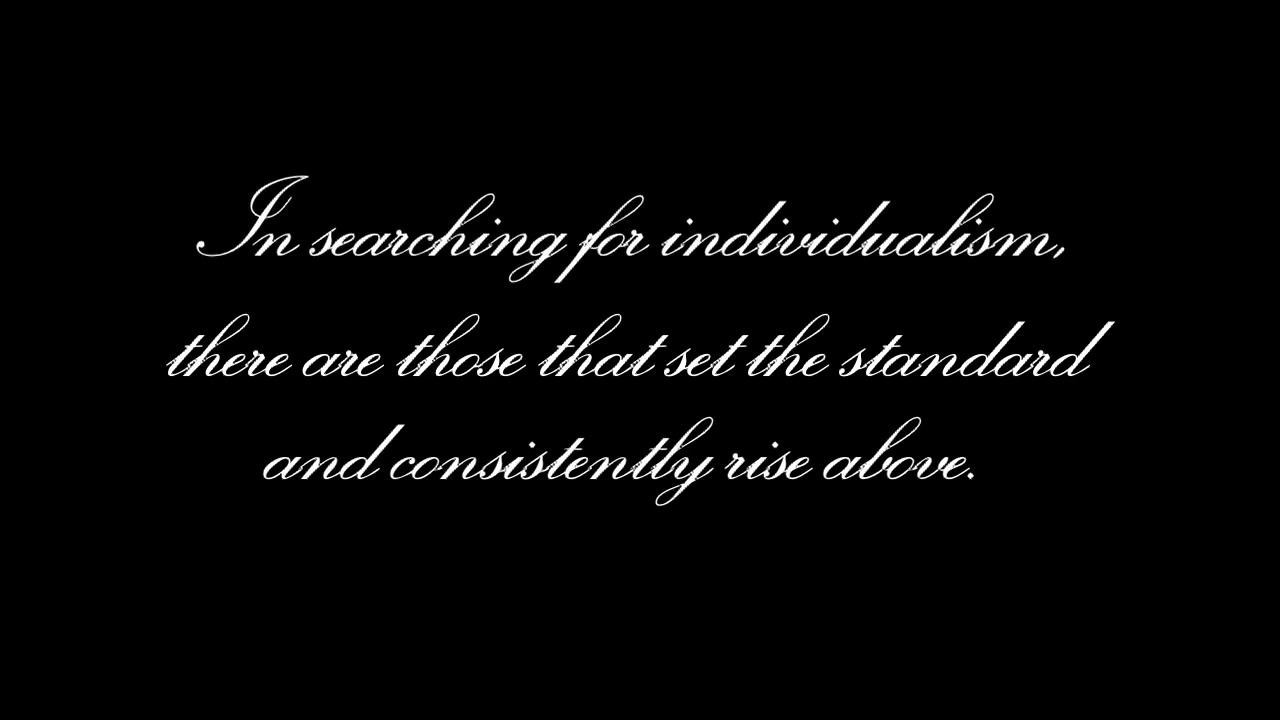 In searching for individualism,
there are those that set the standard
and consistently rise above.